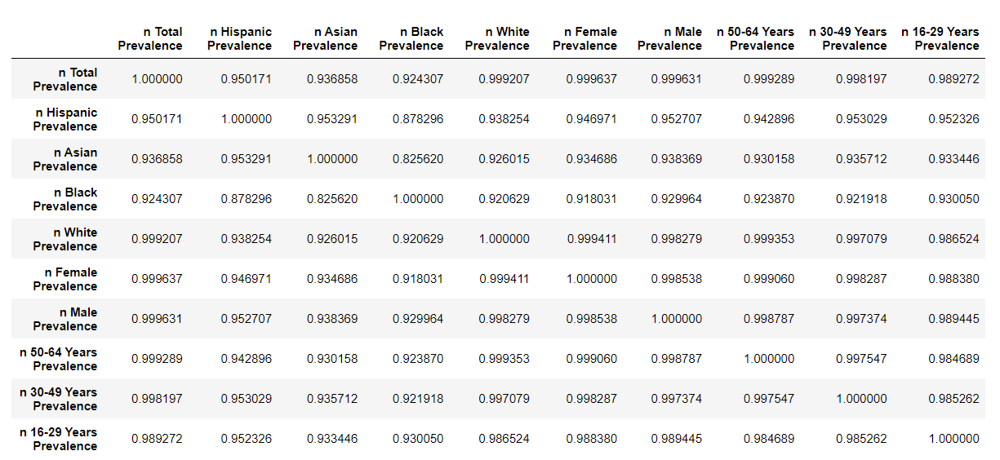 n Total n Hispanic n Asian n Black n White n Female n Male n 50-64 Years n 30-49 Years n 16-29 Years
Prevalence Prevalence Prevalence Prevalence Prevalence Prevalence Prevalence Prevalence Prevalence Prevalence
n Total
Prevalence 1.000000 0.950171 0.936858 0.924307 0.999207 0.999637 0.999631 0.999289 0.998197 0.989272
n Hispanic
Prevalence 0.950171 1.000000 0.953291 0.878296 0.938254 0.946971 0.952707 0.942896 0.953029 0.952326
n Asian
Prevalence 0.936858 0.953291 1.000000 0.825620 0.926015 0.934686 0.938369 0.930158 0.935712 0.933446
n Black
Prevalence 0.924307 0.878296 0.825620 1.000000 0.920629 0.918031 0.929964 0.923870 0.921918 0.930050
n White
Prevalence 0.999207 0.938254 0.926015 0.920629 1.000000 0.999411 0.998279 0.999353 0.997079 0.986524
n Female
Prevalence 0.999637 0.946971 0.934686 0.918031 0.999411 1.000000 0.998538 0.999060 0.998287 0.988380
n Male
Prevalence 0.999631 0.952707 0.938369 0.929964 0.998279 0.998538 1.000000 0.998787 0.997374 0.989445
n 50-64 Years
Prevalence 0.999289 0.942896 0.930158 0.923870 0.999353 0.999060 0.998787 1.000000 0.997547 0.984689
n 30-49 Years
Prevalence 0.998197 0.953029 0.935712 0.921918 0.997079 0.998287 0.997374 0.997547 1.000000 0.985262
n 16-29 Years
Prevalence 0.989272 0.952326 0.933446 0.930050 0.986524 0.988380 0.989445 0.984689 0.985262 1.000000